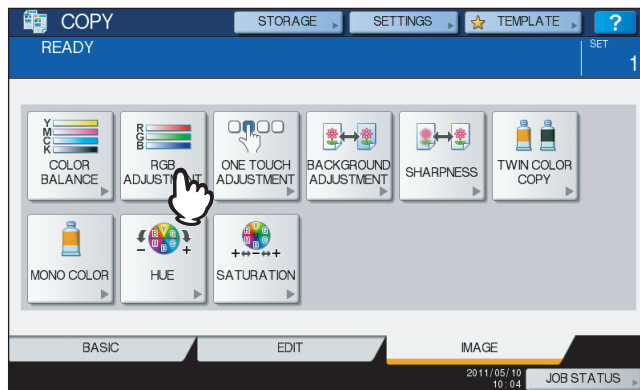 COPY
STORAGE
SETTINGS
TEMPLATE
?
READY
SET
1
Y
M
C
K
COLOR
BALANCE
R
G
B
RGB
ADJUSTMENT
ONE TOUCH
ADJUSTMENT
BACKGROUND
ADJUSTMENT
SHARPNESS
TWIN COLOR
COPY
MONO COLOR
- +
HUE
+↔-↔+
SATURATION
BASIC
EDIT
IMAGE
2011/05/10
10:04
JOB STATUS